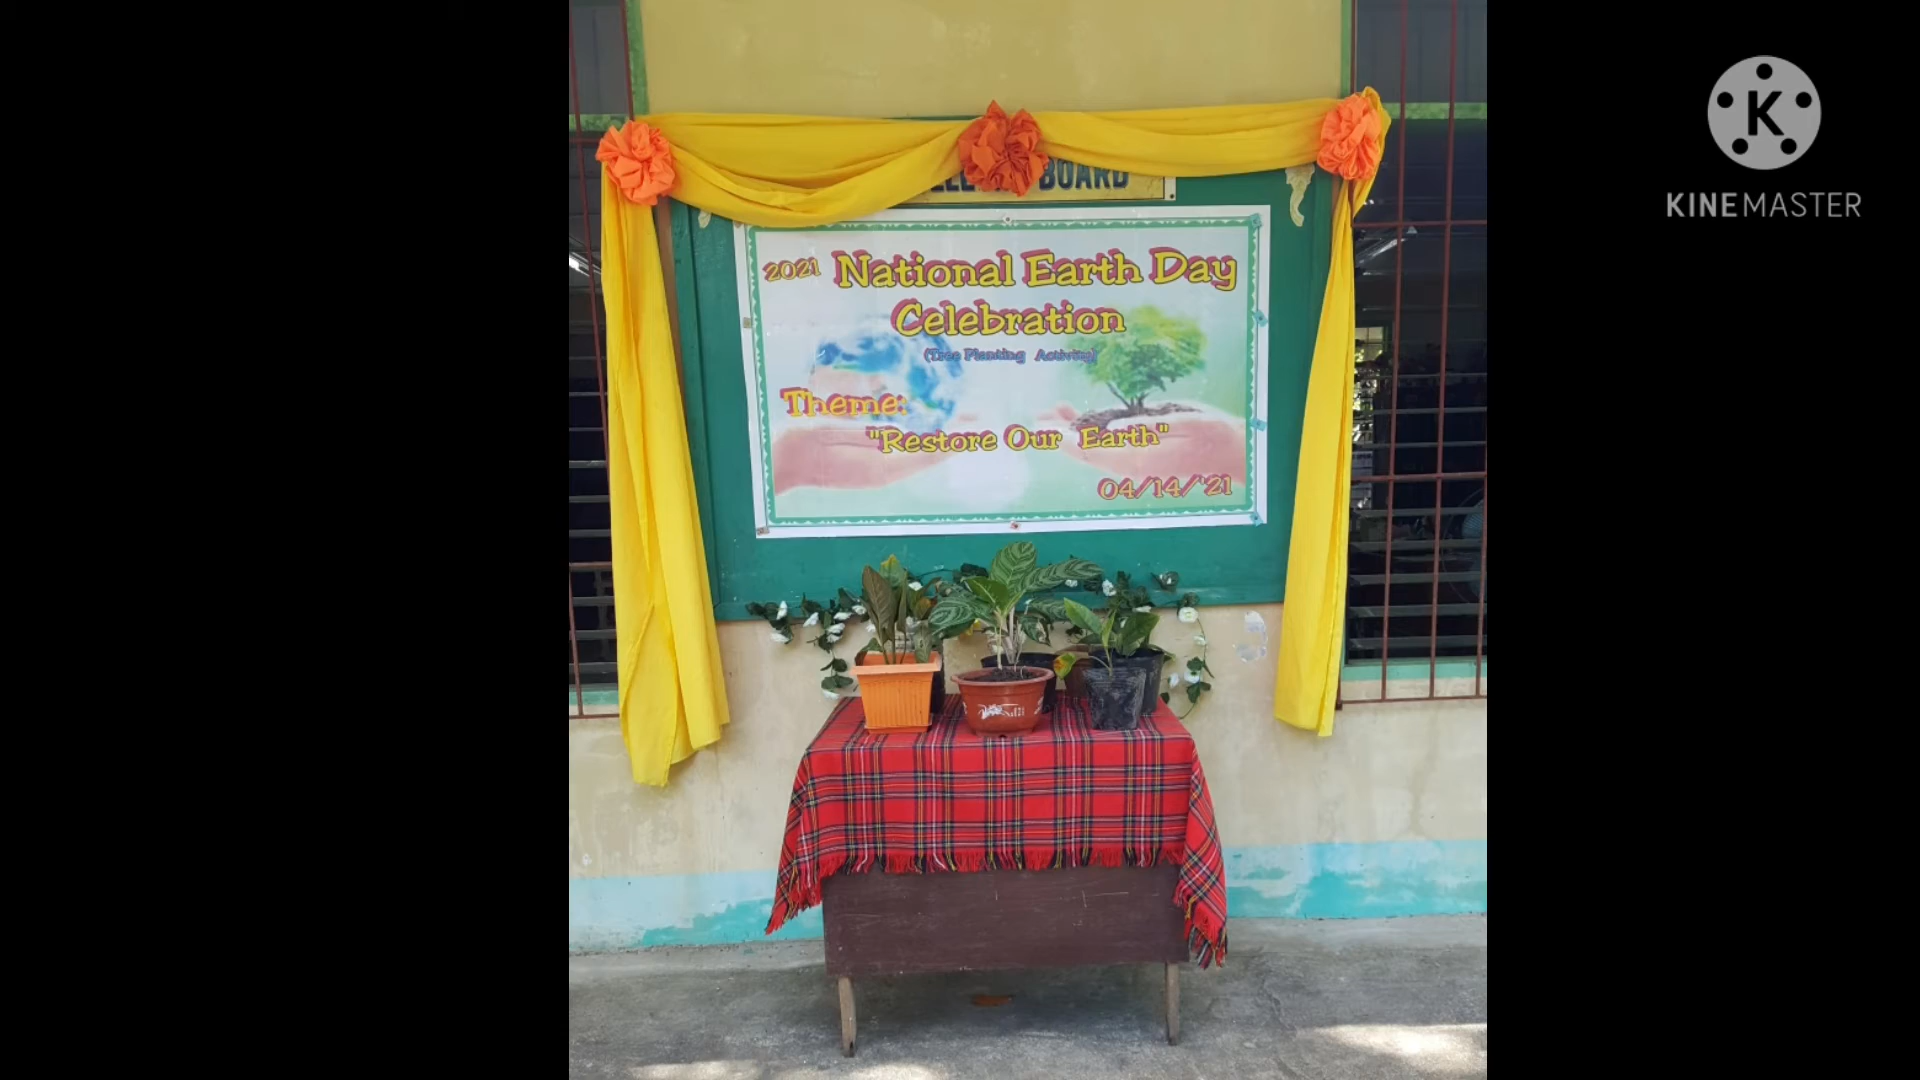 BOARD
2021 National Earth Day
Celebration
(Tree Planting Activity)
Theme:
"Restore Our Earth"
04/14/'21
K
KINEMASTER